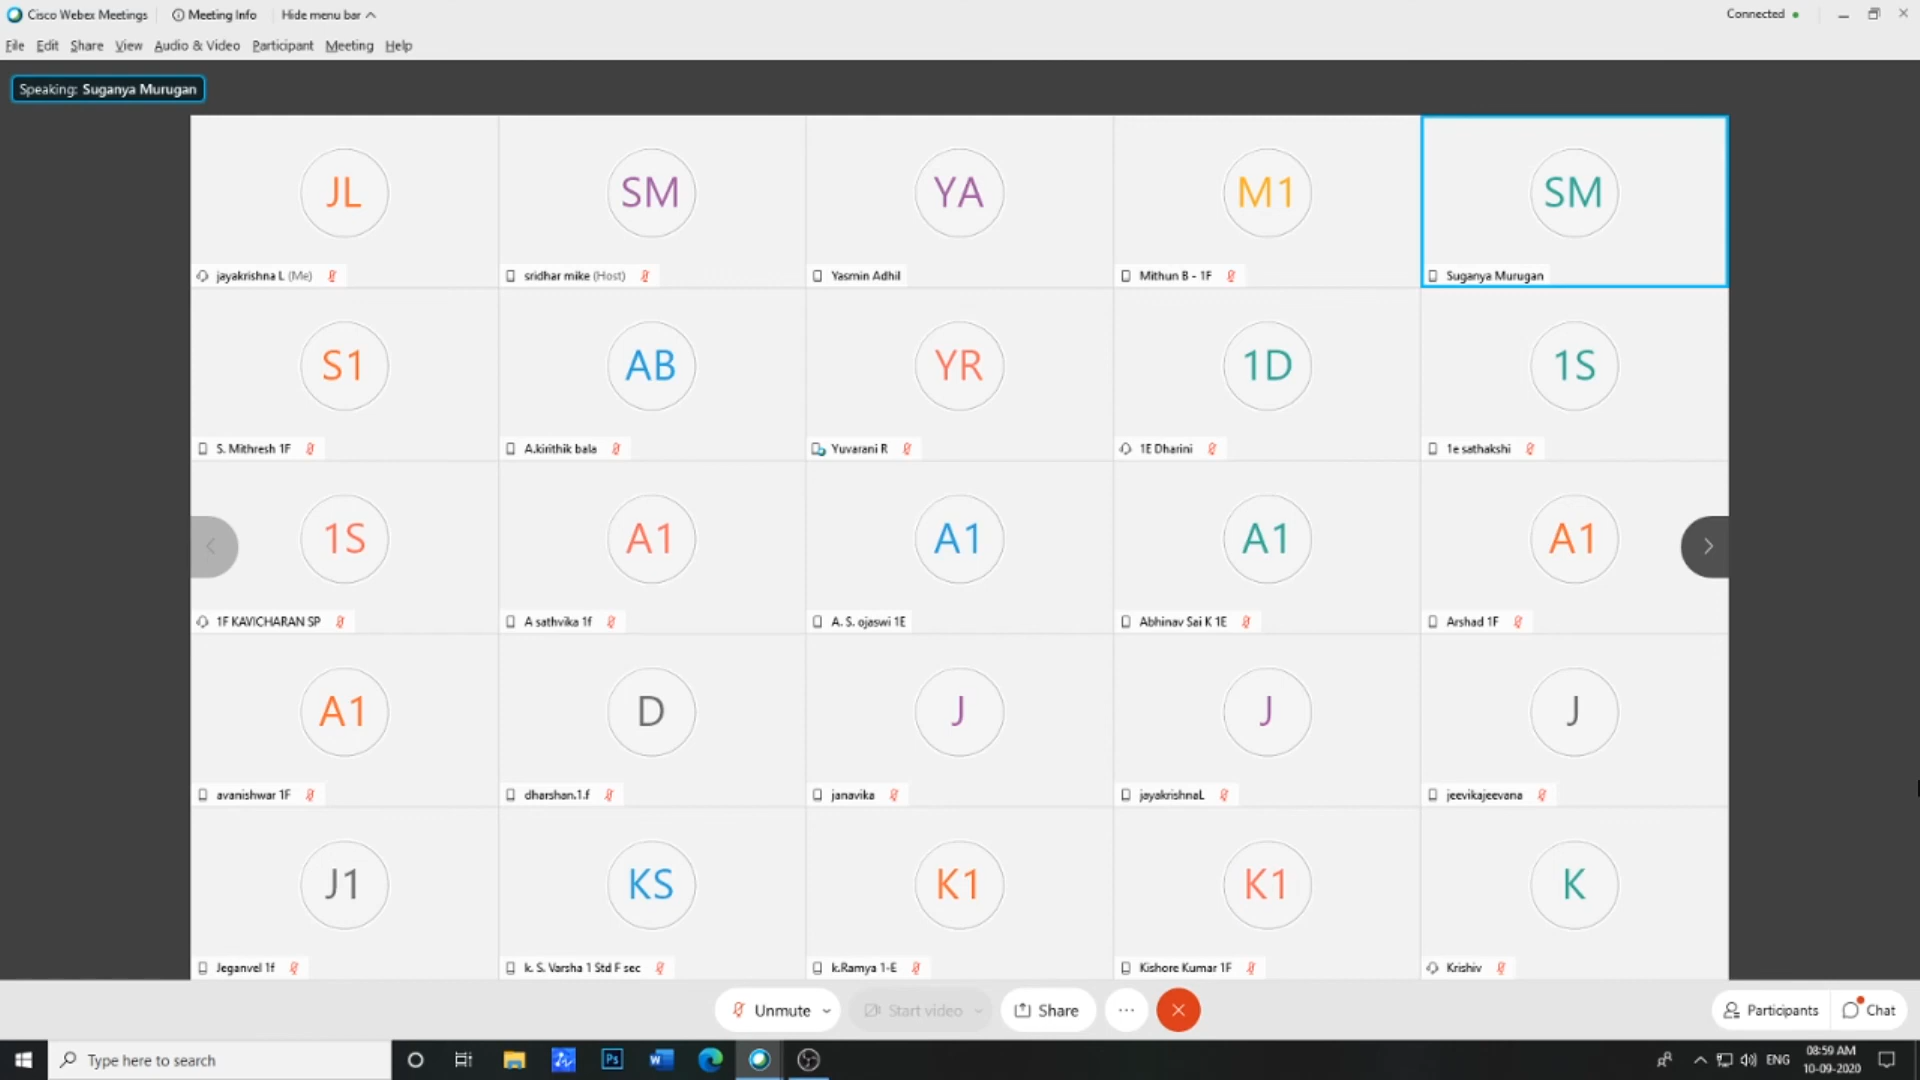 Cisco Webex Meetings Meeting Info Hide menu bar Connected
File Edit Share View Audio & Video Participant Meeting Help
Speaking: Suganya Murugan
JL SM YA M1 SM
jayakrishna L (Me) sridhar mike (Host) Yasmin Adhil Mithun B - 1F Suganya Murugan
S1 AB YR 1D 1S
S. Mithresh 1F A.kirithik bala Yuvarani R 1E Dharini 1e sathakshi
1S A1 A1 A1 A1
1F KAVICHARAN SP A sathvika 1f A. S. ojaswi 1E Abhinav Sai K 1E Arshad 1F
A1 D J J J
avanishwar 1F dharshan.1.f janavika jayakrishnaL jeevikajeevana
J1 KS K1 K1 K
Jeganvel 1f k. S. Varsha 1 Std F sec k.Ramya 1-E Kishore Kumar 1F Krishiv
Unmute Start video Share Participants Chat
Type here to search Ps W ENG 08:59 AM
10-09-2020